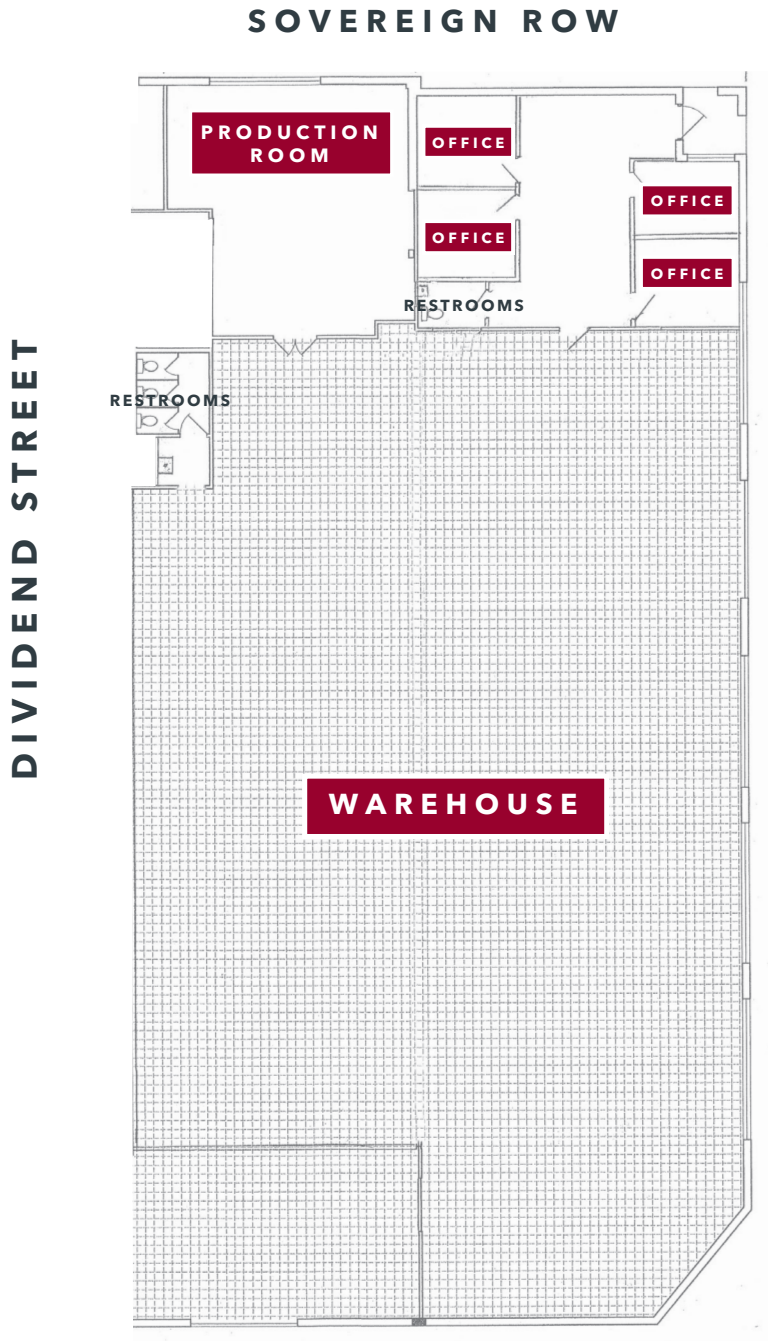 SOVEREIGN ROW
PRODUCTION
ROOM
OFFICE
OFFICE
OFFICE
OFFICE
RESTROOMS
RESTROOMS
DIVIDEND STREET
WAREHOUSE